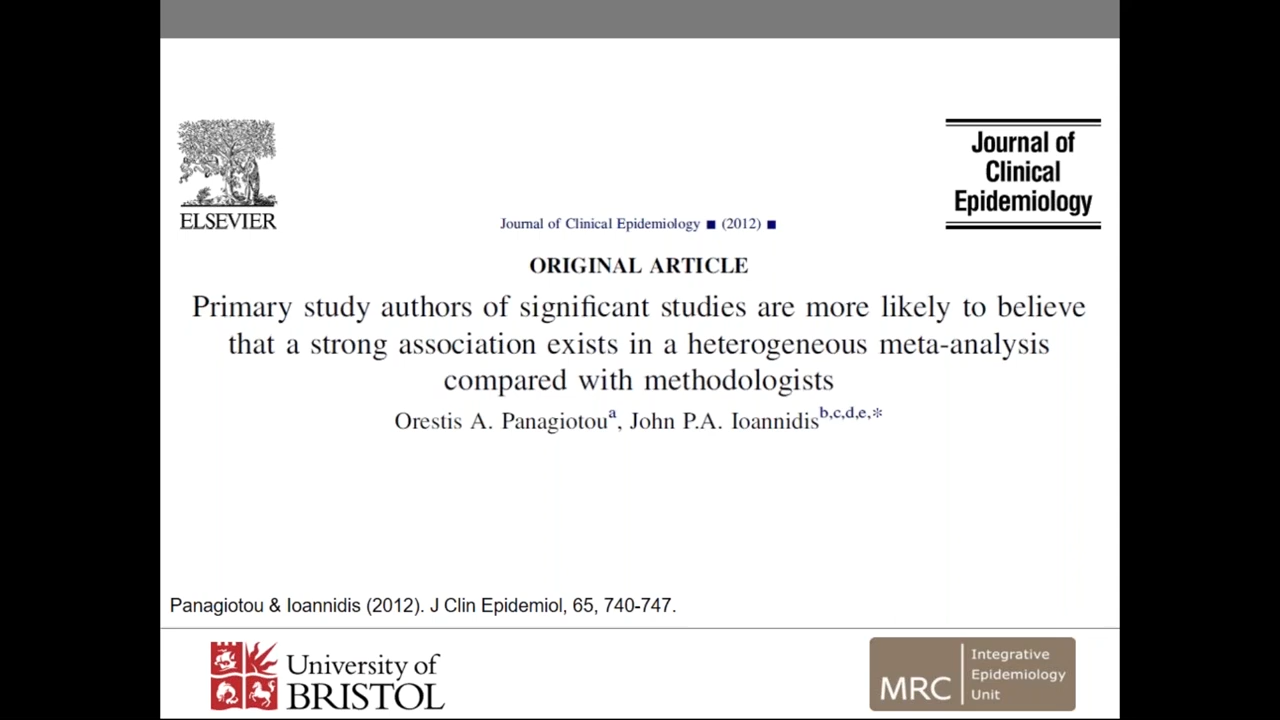 ELSEVIER
Journal of
Clinical
Epidemiology
Journal of Clinical Epidemiology ■ (2012) ■
ORIGINAL ARTICLE
Primary study authors of significant studies are more likely to believe
that a strong association exists in a heterogeneous meta-analysis
compared with methodologists
Orestis A. Panagiotouᵃ, John P.A. Ioannidisᵇ,ᶜ,ᵈ,ᵉ,*
Panagiotou & Ioannidis (2012). J Clin Epidemiol, 65, 740-747.
University of
BRISTOL
MRC
Integrative
Epidemiology
Unit